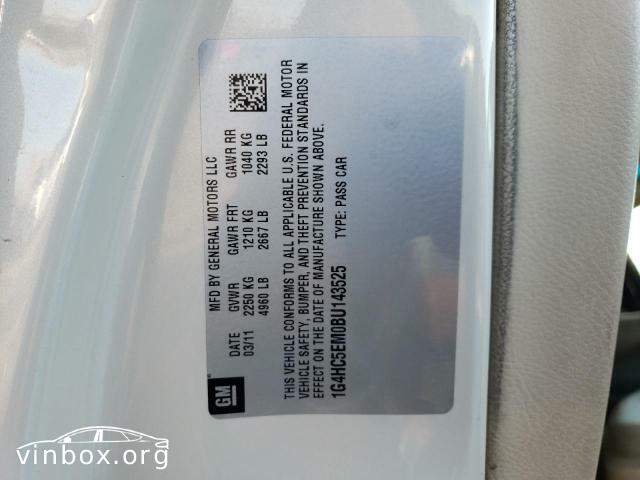 MFD BY GENERAL MOTORS LLC
DATE GVWR GAWR FRT GAWR RR
03/11 2250 KG 1210 KG 1040 KG
4960 LB 2667 LB 2293 LB
THIS VEHICLE CONFORMS TO ALL APPLICABLE U.S. FEDERAL MOTOR
VEHICLE SAFETY, BUMPER, AND THEFT PREVENTION STANDARDS IN
EFFECT ON THE DATE OF MANUFACTURE SHOWN ABOVE.
1G4HC5EM0BU143525 TYPE: PASS CAR
GM
vinbox.org